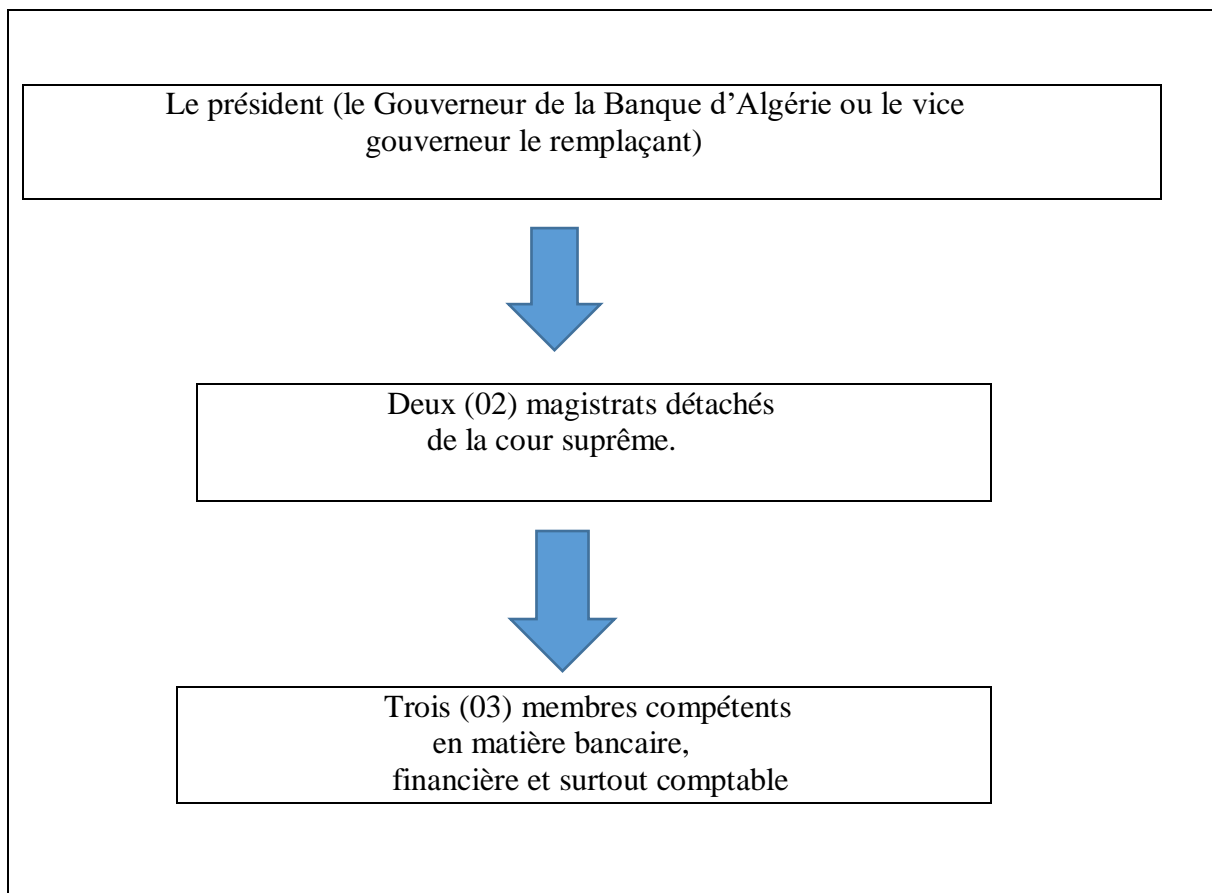 Le président (le Gouverneur de la Banque d’Algérie ou le vice
gouverneur le remplaçant)
Deux (02) magistrats détachés
de la cour suprême.
Trois (03) membres compétents
en matière bancaire,
financière et surtout comptable